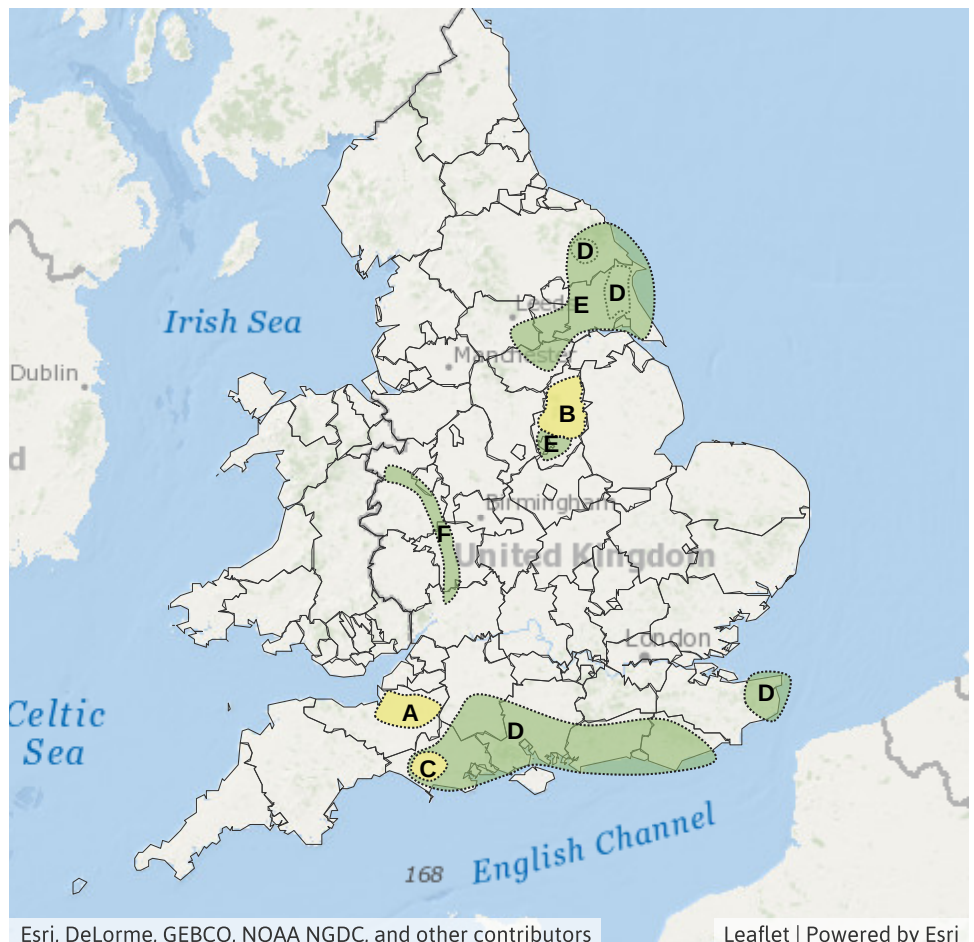 D
D
E
Leeds
Irish Sea
Manchester
Dublin
B
E
d
Birmingham
F
United Kingdom
London
D
Celtic
Sea
A
D
C
English Channel
168
Esri, DeLorme, GEBCO, NOAA NGDC, and other contributors
Leaflet | Powered by Esri